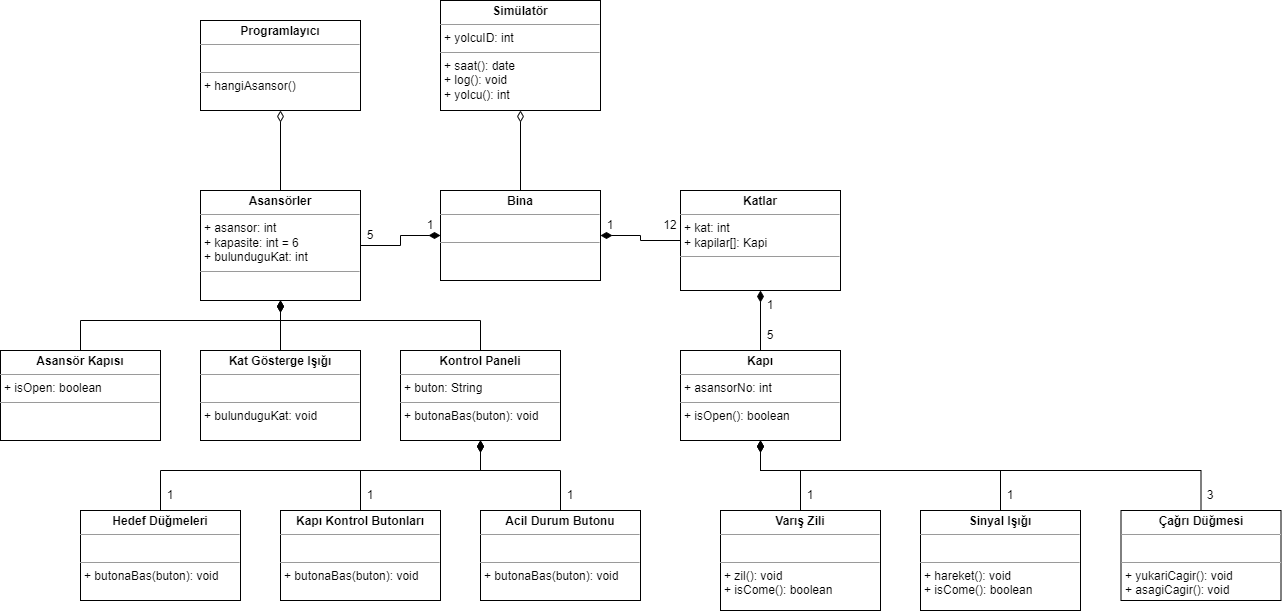 Programlayıcı
+ hangiAsansor()
Simülatör
+ yolcuID: int
+ saat(): date
+ log(): void
+ yolcu(): int
Asansörler
+ asansor: int
+ kapasite: int = 6
+ bulunduguKat: int
5
1
Bina
1
12
Katlar
+ kat: int
+ kapilar[]: Kapi
1
5
Asansör Kapısı
+ isOpen: boolean
Kat Gösterge Işığı
+ bulunduguKat: void
Kontrol Paneli
+ buton: String
+ butonaBas(buton): void
Kapı
+ asansorNo: int
+ isOpen(): boolean
1
1
1
1
1
3
Hedef Düğmeleri
+ butonaBas(buton): void
Kapı Kontrol Butonları
+ butonaBas(buton): void
Acil Durum Butonu
+ butonaBas(buton): void
Varış Zili
+ zil(): void
+ isCome(): boolean
Sinyal Işığı
+ hareket(): void
+ isCome(): boolean
Çağrı Düğmesi
+ yukariCagir(): void
+ asagiCagir(): void